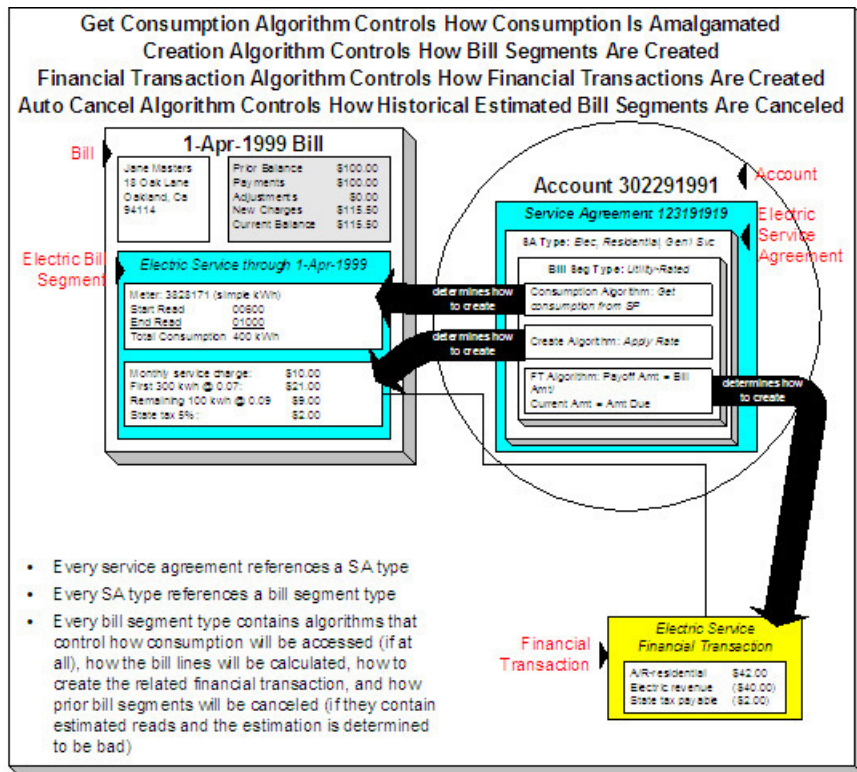 Get Consumption Algorithm Controls How Consumption Is Amalgamated
Creation Algorithm Controls How Bill Segments Are Created
Financial Transaction Algorithm Controls How Financial Transactions Are Created
Auto Cancel Algorithm Controls How Historical Estimated Bill Segments Are Canceled
Bill
1-Apr-1999 Bill
Jane Masters
18 Oak Lane
Oakland, Ca
94114
Prior Balance $100.00
Payments $100.00
Adjustments $0.00
New Charges $115.50
Current Balance $115.50
Electric Bill
Segment
Electric Service through 1-Apr-1999
Meter: 3828171 (simple kWh)
Start Read 00600
End Read 01000
Total Consumption 400 kWh
Monthly service charge: $10.00
First 300 kwh @ 0.07: $21.00
Remaining 100 kwh @ 0.09 $9.00
State tax 5% : $2.00
Account
Account 302291991
Service Agreement 123191919
Electric
Service
Agreement
SA Type: Elec, Residential, Gen'l Svc
Bill Seg Type: Utility-Rated
determines how
to create
Consumption Algorithm: Get
consumption from SP
determines how
to create
Create Algorithm: Apply Rate
FT Algorithm: Payoff Amt = Bill
Amt/
Current Amt = Amt Due
determines how
to create
• Every service agreement references a SA type
• Every SA type references a bill segment type
• Every bill segment type contains algorithms that
control how consumption will be accessed (if at
all), how the bill lines will be calculated, how to
create the related financial transaction, and how
prior bill segments will be canceled (if they contain
estimated reads and the estimation is determined
to be bad)
Financial
Transaction
Electric Service
Financial Transaction
A/R-residential $42.00
Electric revenue ($40.00)
State tax payable ($2.00)